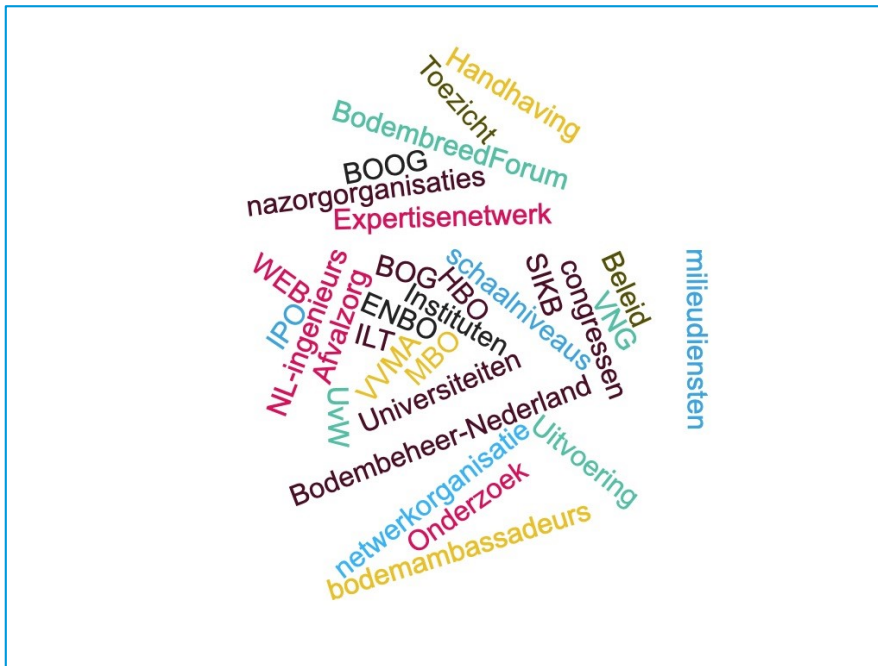 Handhaving
Toezicht
BodembreedForum
BOOG
nazorgorganisaties
Expertisenetwerk
WEB
NL-ingenieurs
IPO
Afvalzorg
BOG
HBO
schaalniveaus
SIKB
congressen
Beleid
VNG
milieudiensten
Instituten
ENBO
ILT
VVMA
MBO
UvW
Universiteiten
Bodembeheer-Nederland
netwerkorganisatie
Uitvoering
Onderzoek
bodemambassadeurs